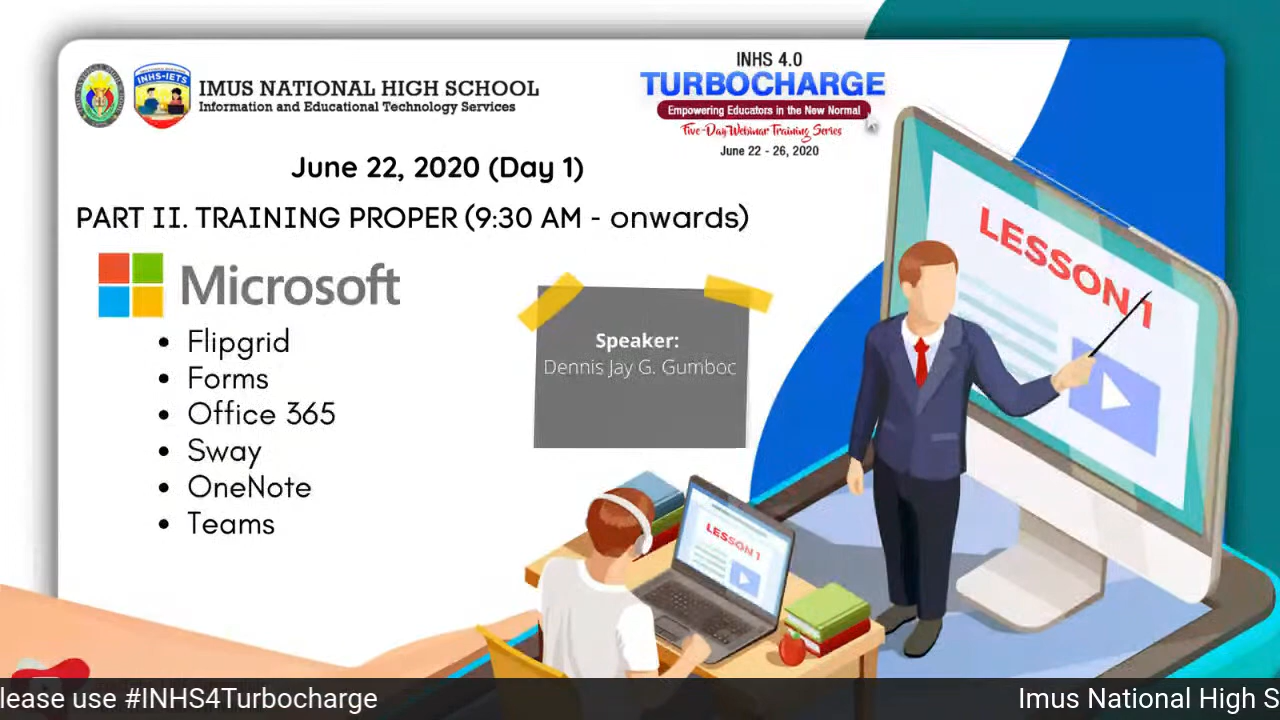 INHS-IETS
IMUS NATIONAL HIGH SCHOOL
Information and Educational Technology Services
INHS 4.0
TURBOCHARGE
Empowering Educators in the New Normal
Five-Day Webinar Training Series
June 22 - 26, 2020
June 22, 2020 (Day 1)
PART II. TRAINING PROPER (9:30 AM - onwards)
Microsoft
• Flipgrid
• Forms
• Office 365
• Sway
• OneNote
• Teams
Speaker:
Dennis Jay G. Gumboc
LESSON 1
LESSON 1
lease use #INHS4Turbocharge
Imus National High S